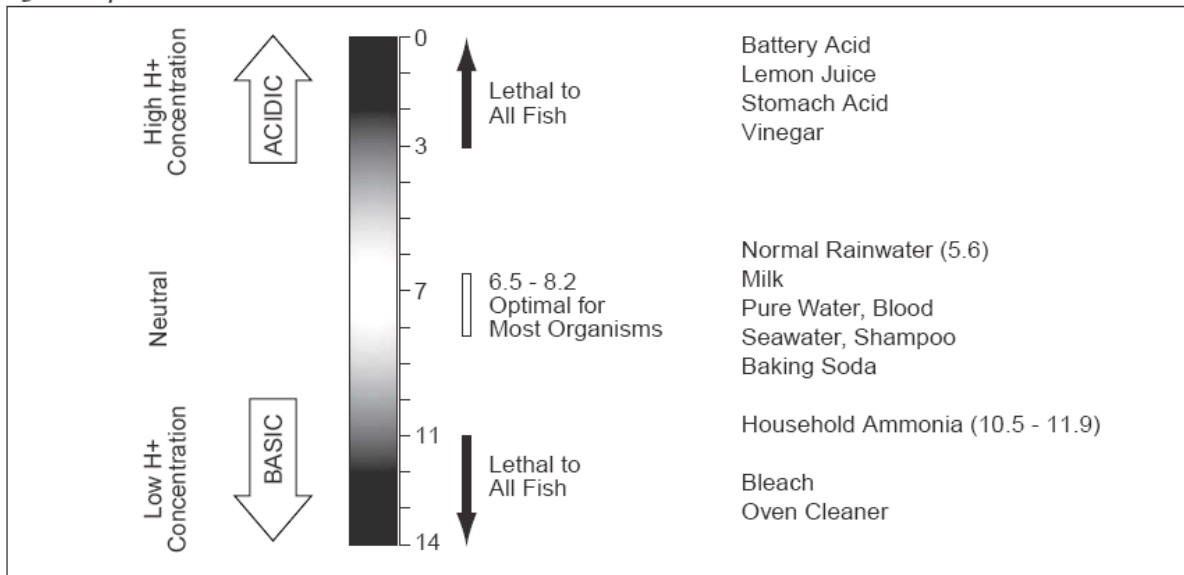 High H+
Concentration
ACIDIC
0
3
7
11
14
Lethal to
All Fish
Battery Acid
Lemon Juice
Stomach Acid
Vinegar
Neutral
6.5 - 8.2
Optimal for
Most Organisms
Normal Rainwater (5.6)
Milk
Pure Water, Blood
Seawater, Shampoo
Baking Soda
Low H+
Concentration
BASIC
Lethal to
All Fish
Household Ammonia (10.5 - 11.9)
Bleach
Oven Cleaner